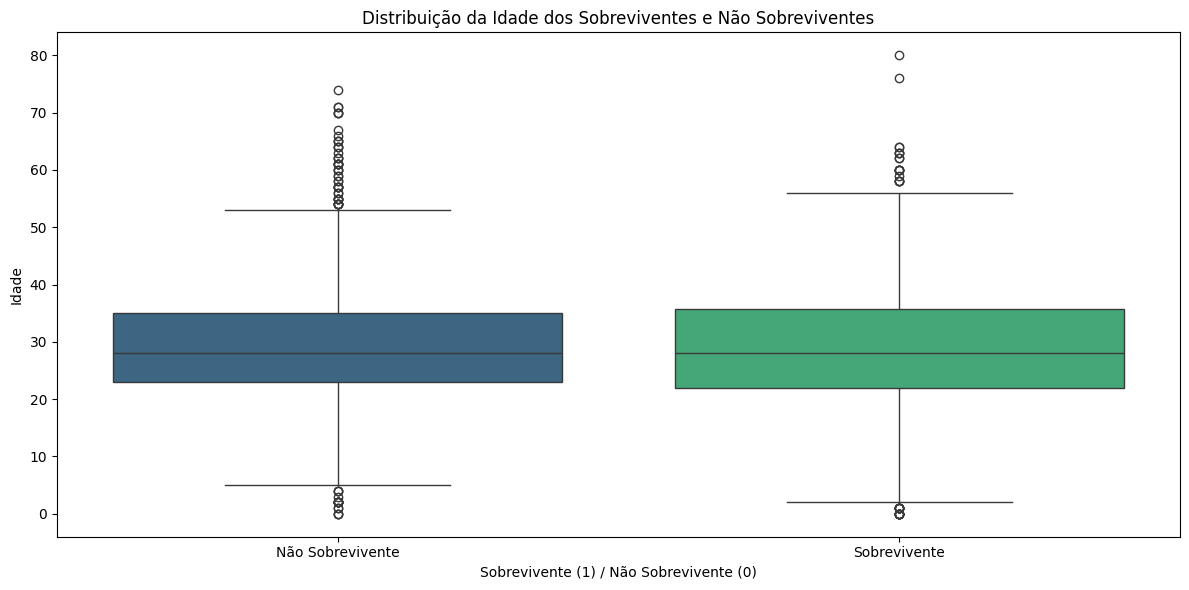 Distribuição da Idade dos Sobreviventes e Não Sobreviventes
80
70
60
50
40
30
20
10
0
Idade
Não Sobrevivente
Sobrevivente
Sobrevivente (1) / Não Sobrevivente (0)